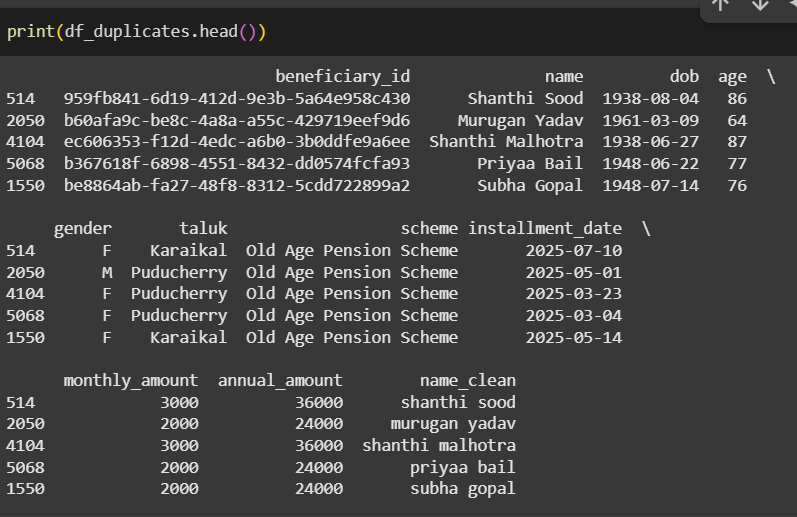 print(df_duplicates.head())
beneficiary_id name dob age \
514 959fb841-6d19-412d-9e3b-5a64e958c430 Shanthi Sood 1938-08-04 86
2050 b60afa9c-be8c-4a8a-a55c-429719eef9d6 Murugan Yadav 1961-03-09 64
4104 ec606353-f12d-4edc-a6b0-3b0ddfe9a6ee Shanthi Malhotra 1938-06-27 87
5068 b367618f-6898-4551-8432-dd0574fcfa93 Priyaa Bail 1948-06-22 77
1550 be8864ab-fa27-48f8-8312-5cdd722899a2 Subha Gopal 1948-07-14 76
gender taluk scheme installment_date \
514 F Karaikal Old Age Pension Scheme 2025-07-10
2050 M Puducherry Old Age Pension Scheme 2025-05-01
4104 F Puducherry Old Age Pension Scheme 2025-03-23
5068 F Puducherry Old Age Pension Scheme 2025-03-04
1550 F Karaikal Old Age Pension Scheme 2025-05-14
monthly_amount annual_amount name_clean
514 3000 36000 shanthi sood
2050 2000 24000 murugan yadav
4104 3000 36000 shanthi malhotra
5068 2000 24000 priyaa bail
1550 2000 24000 subha gopal